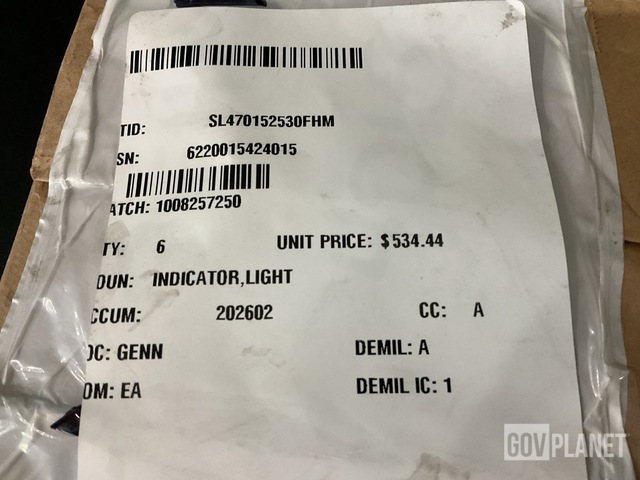 TID: SL470152530FHM
SN: 6220015424015
ATCH: 1008257250
TY: 6 UNIT PRICE: $534.44
OUN: INDICATOR,LIGHT
CCUM: 202602 CC: A
OC: GENN DEMIL: A
OM: EA DEMIL IC: 1
GOVPLANET